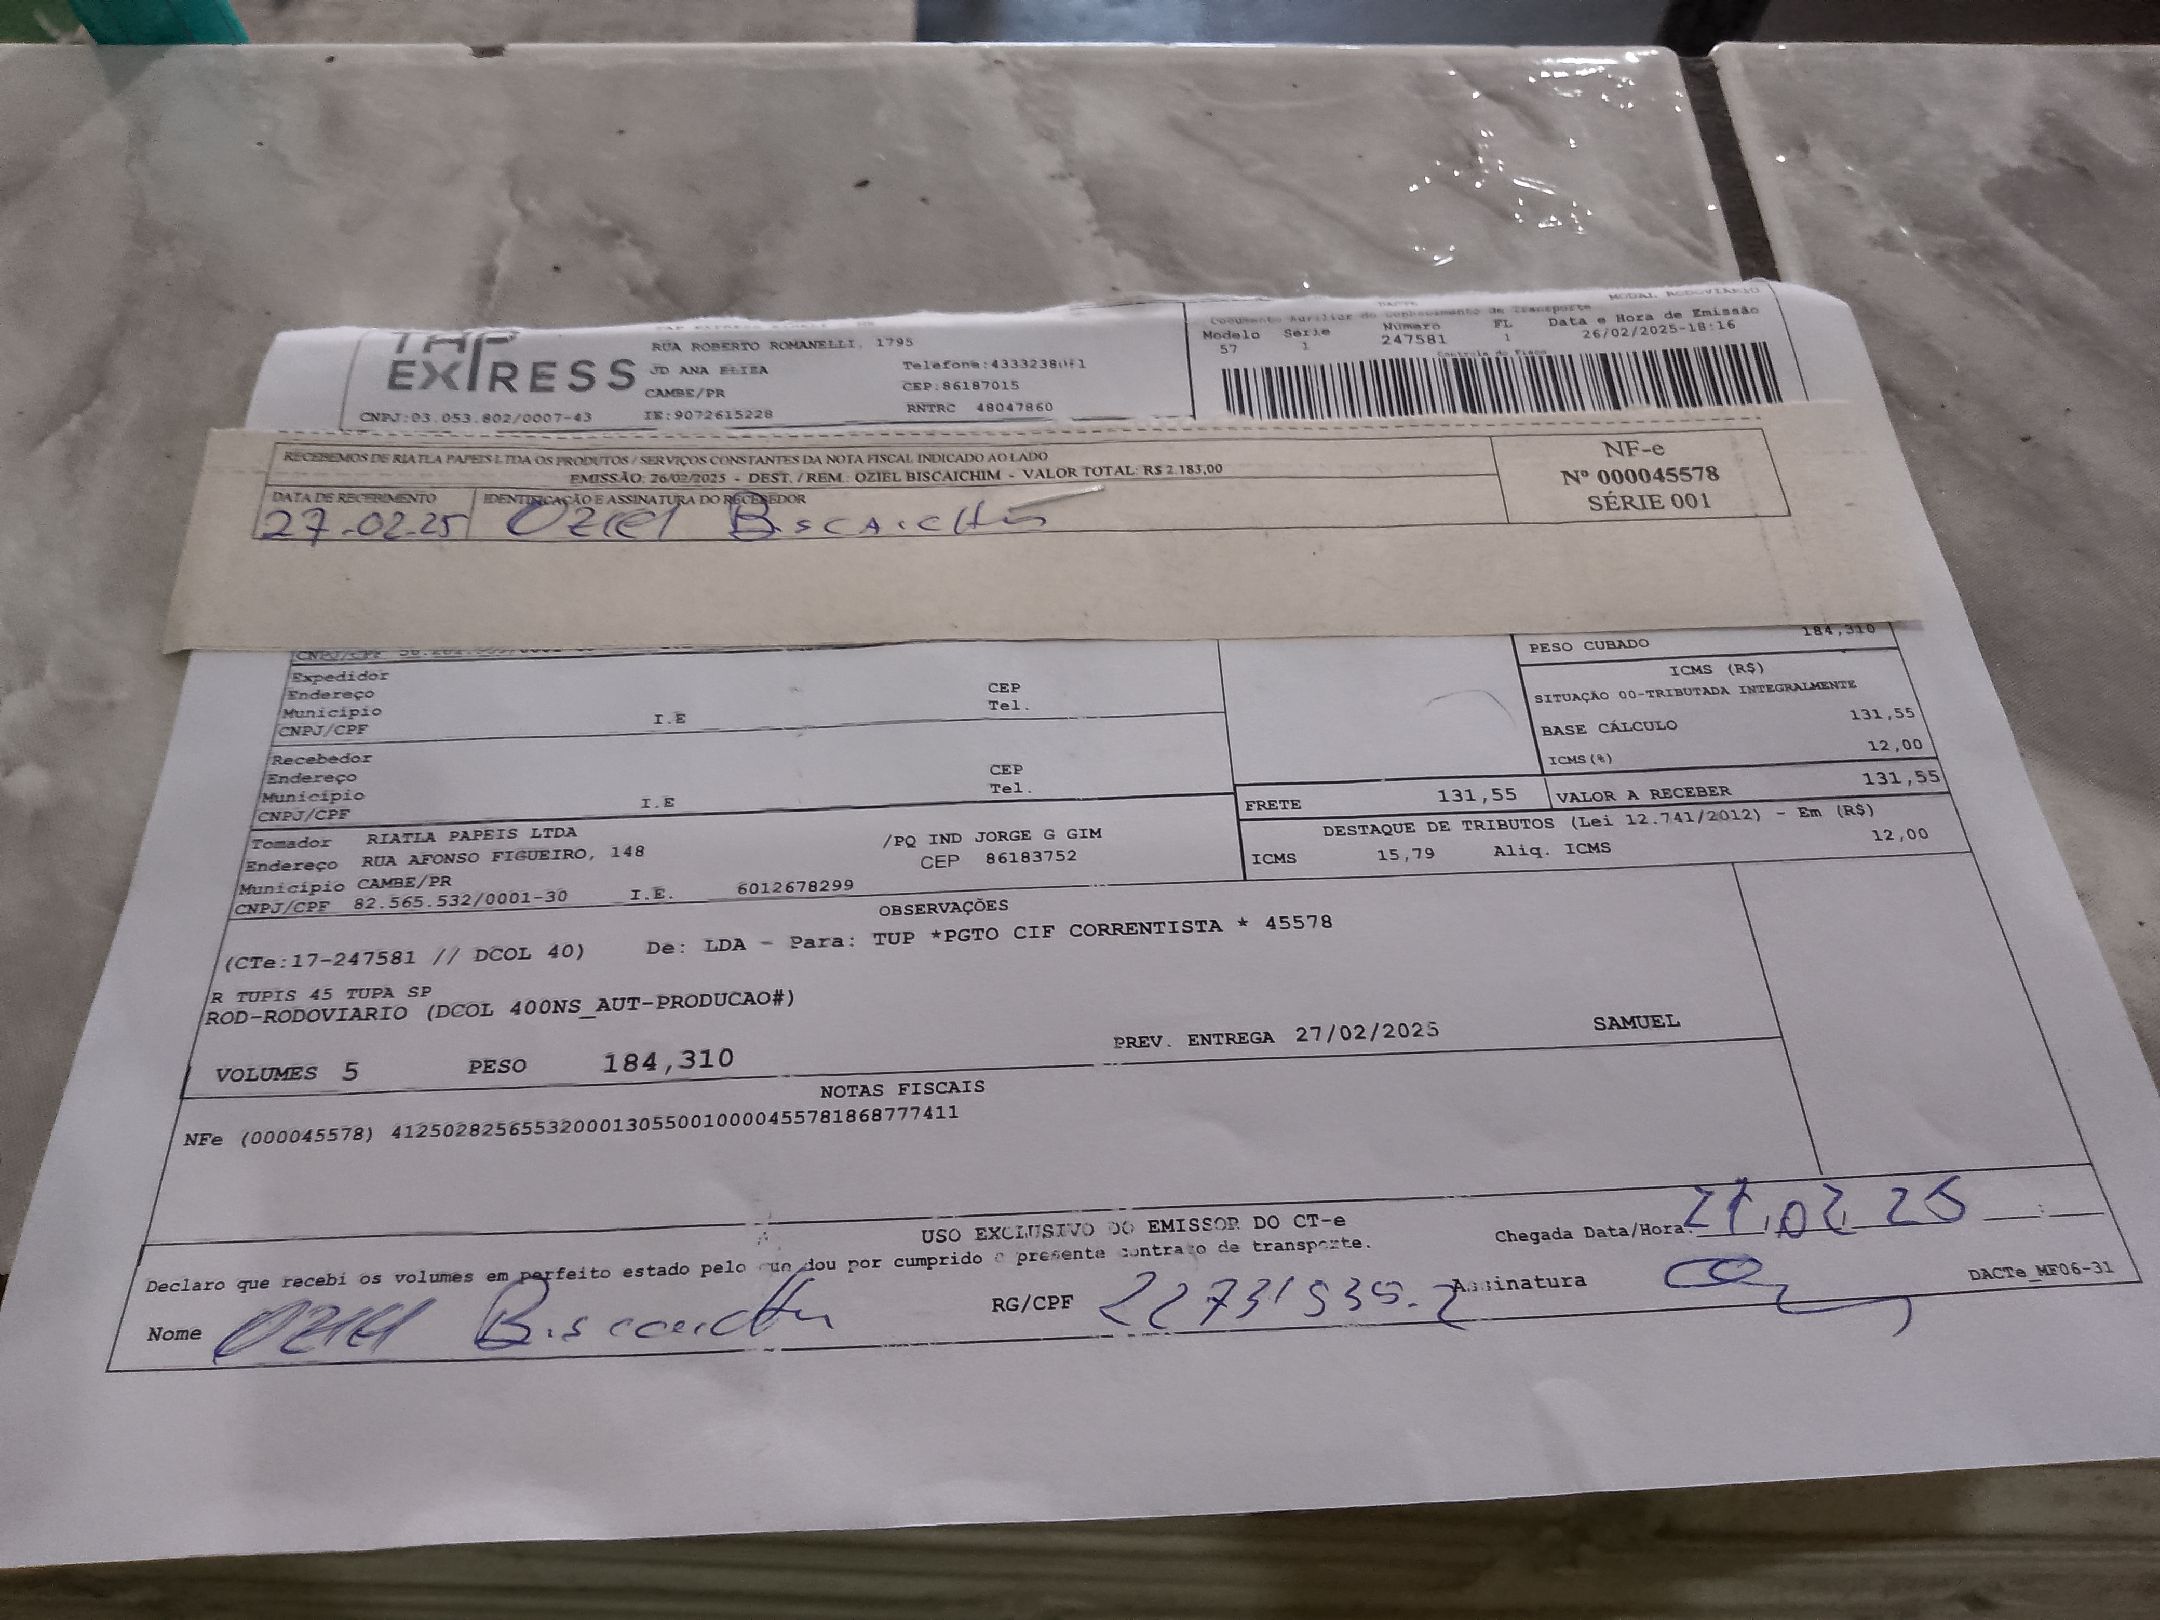 EXPRESS
RUA ROBERTO ROMANELLI, 1795
JD ANA ELIZA
CAMBE/PR
CNPJ:03.053.802/0007-43 IE:9072615228
CEP:86187015
RNTRC 48047860
MODAL RODOVIÁRIO
Documento Auxiliar do Conhecimento de Transporte
Modelo Serie Número FL Data e Hora de Emissão
57 1 247581 1 26/02/2025-18:16
Controle do Fisco
RECEBEMOS DE RIATLA PAPEIS LTDA OS PRODUTOS / SERVIÇOS CONSTANTES DA NOTA FISCAL INDICADO AO LADO
EMISSÃO: 26/02/2025 - DEST. / REM.: OZIEL BISCAICHIM - VALOR TOTAL: R$ 2.183,00
DATA DE RECEBIMENTO IDENTIFICAÇÃO E ASSINATURA DO RECEBEDOR
27.02.25 Oziel
NF-e
Nº 000045578
SÉRIE 001
CNPJ/CPF
PESO CUBADO 184,310
Expedidor
Endereço CEP
Município I.E Tel.
CNPJ/CPF
ICMS (R$)
SITUAÇÃO 00-TRIBUTADA INTEGRALMENTE
BASE CÁLCULO 131,55
ICMS(%) 12,00
Recebedor
Endereço CEP
Município I.E Tel.
CNPJ/CPF
FRETE 131,55 VALOR A RECEBER 131,55
DESTAQUE DE TRIBUTOS (Lei 12.741/2012) - Em (R$)
ICMS 15,79 Aliq. ICMS 12,00
Tomador RIATLA PAPEIS LTDA
Endereço RUA AFONSO FIGUEIRO, 148 /PQ IND JORGE G GIM
Município CAMBE/PR CEP 86183752
CNPJ/CPF 82.565.532/0001-30 I.E. 6012678299
OBSERVAÇÕES
(CTe:17-247581 // DCOL 40) De: LDA - Para: TUP *PGTO CIF CORRENTISTA * 45578
R TUPIS 45 TUPA SP
ROD-RODOVIARIO (DCOL 400NS_AUT-PRODUCAO#)
VOLUMES 5 PESO 184,310 PREV. ENTREGA 27/02/2025 SAMUEL
NOTAS FISCAIS
NFe (000045578) 41250282565532000130550010000455781868777411
USO EXCLUSIVO DO EMISSOR DO CT-e
Chegada Data/Hora: 27.02.25
Declaro que recebi os volumes em perfeito estado pelo que dou por cumprido o presente contrato de transporte.
Nome Oziel RG/CPF Assinatura
DACTe_MF06-31